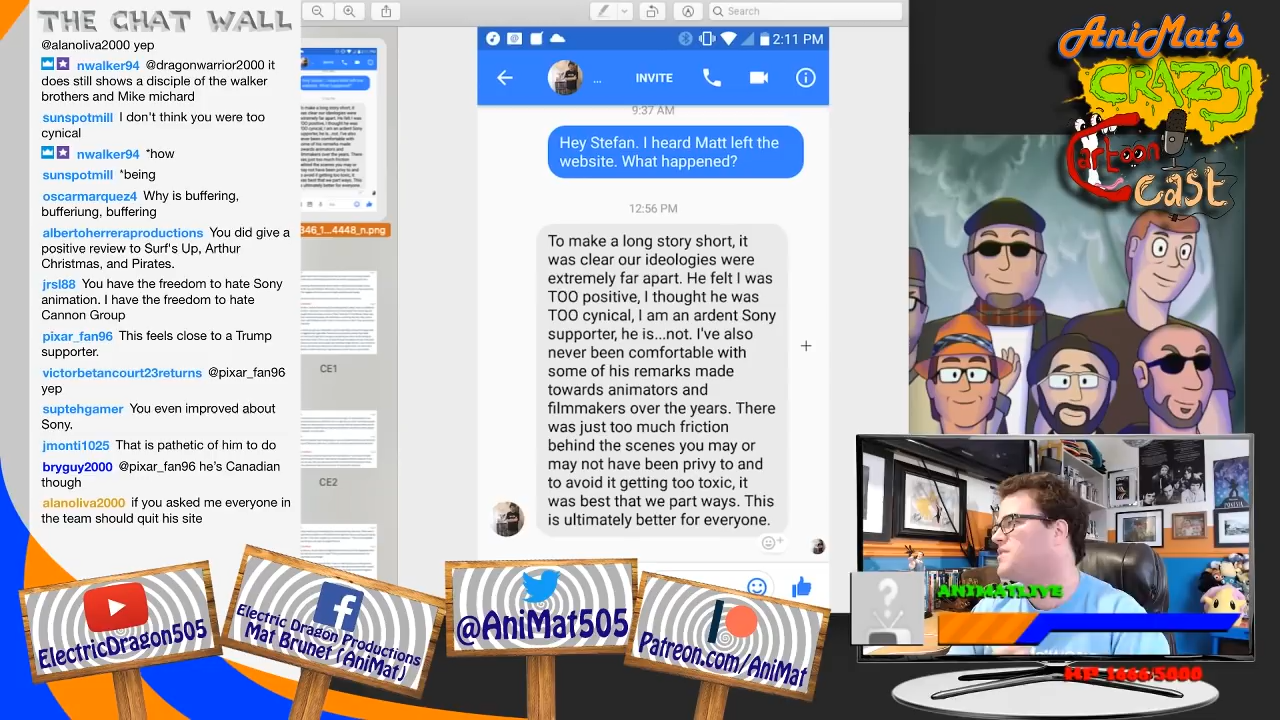 THE CHAT WALL
@alanoliva2000 yep
nwalker94 @dragonwarrior2000 it
does still shows a disciple of the walker
brothers and Mike minhard
sunspotmill I don't think you were too
cynical
nwalker94 *how
sunspotmill *being
oscarmarquez4 Why is buffering,
bufferiung, buffering
albertoherreraproductions You did give a
positive review to Surf's Up, Arthur
Christmas, and Pirates.
jrsl88 You have the freedom to hate Sony
I have the freedom to hate
Cannon Group
pixar_fan96 This feels close to a Trump
supporter.
victorbetancourt23returns @pixar_fan96
yep
suptehgamer You even improved about
Sony
jmonti1025 That is pathetic of him to do
bryguy2000 @pixar_fan96 he's Canadian
though
alanoliva2000 if you asked me everyone in
the team should quit his site
346_1...4448_n.png
CE1
CE2
Search
2:11 PM
...
INVITE
9:37 AM
Hey Stefan. I heard Matt left the
website. What happened?
12:56 PM
To make a long story short, it
was clear our ideologies were
extremely far apart. He felt I was
TOO positive, I thought he was
TOO cynical, I am an ardent Sony
supporter, he is...not. I've also
never been comfortable with
some of his remarks made
towards animators and
filmmakers over the years. There
was just too much friction
behind the scenes you may
may not have been privy to and
to avoid it getting too toxic, it
was best that we part ways. This
is ultimately better for everyone.
AniMat's
CRAZY
Cartoon
Cast
ANIMATLIVE
HP 1666/5000
ElectricDragon505
Electric Dragon Productions
Mat Brunet (AniMat)
@AniMat505
Patreon.com/AniMat